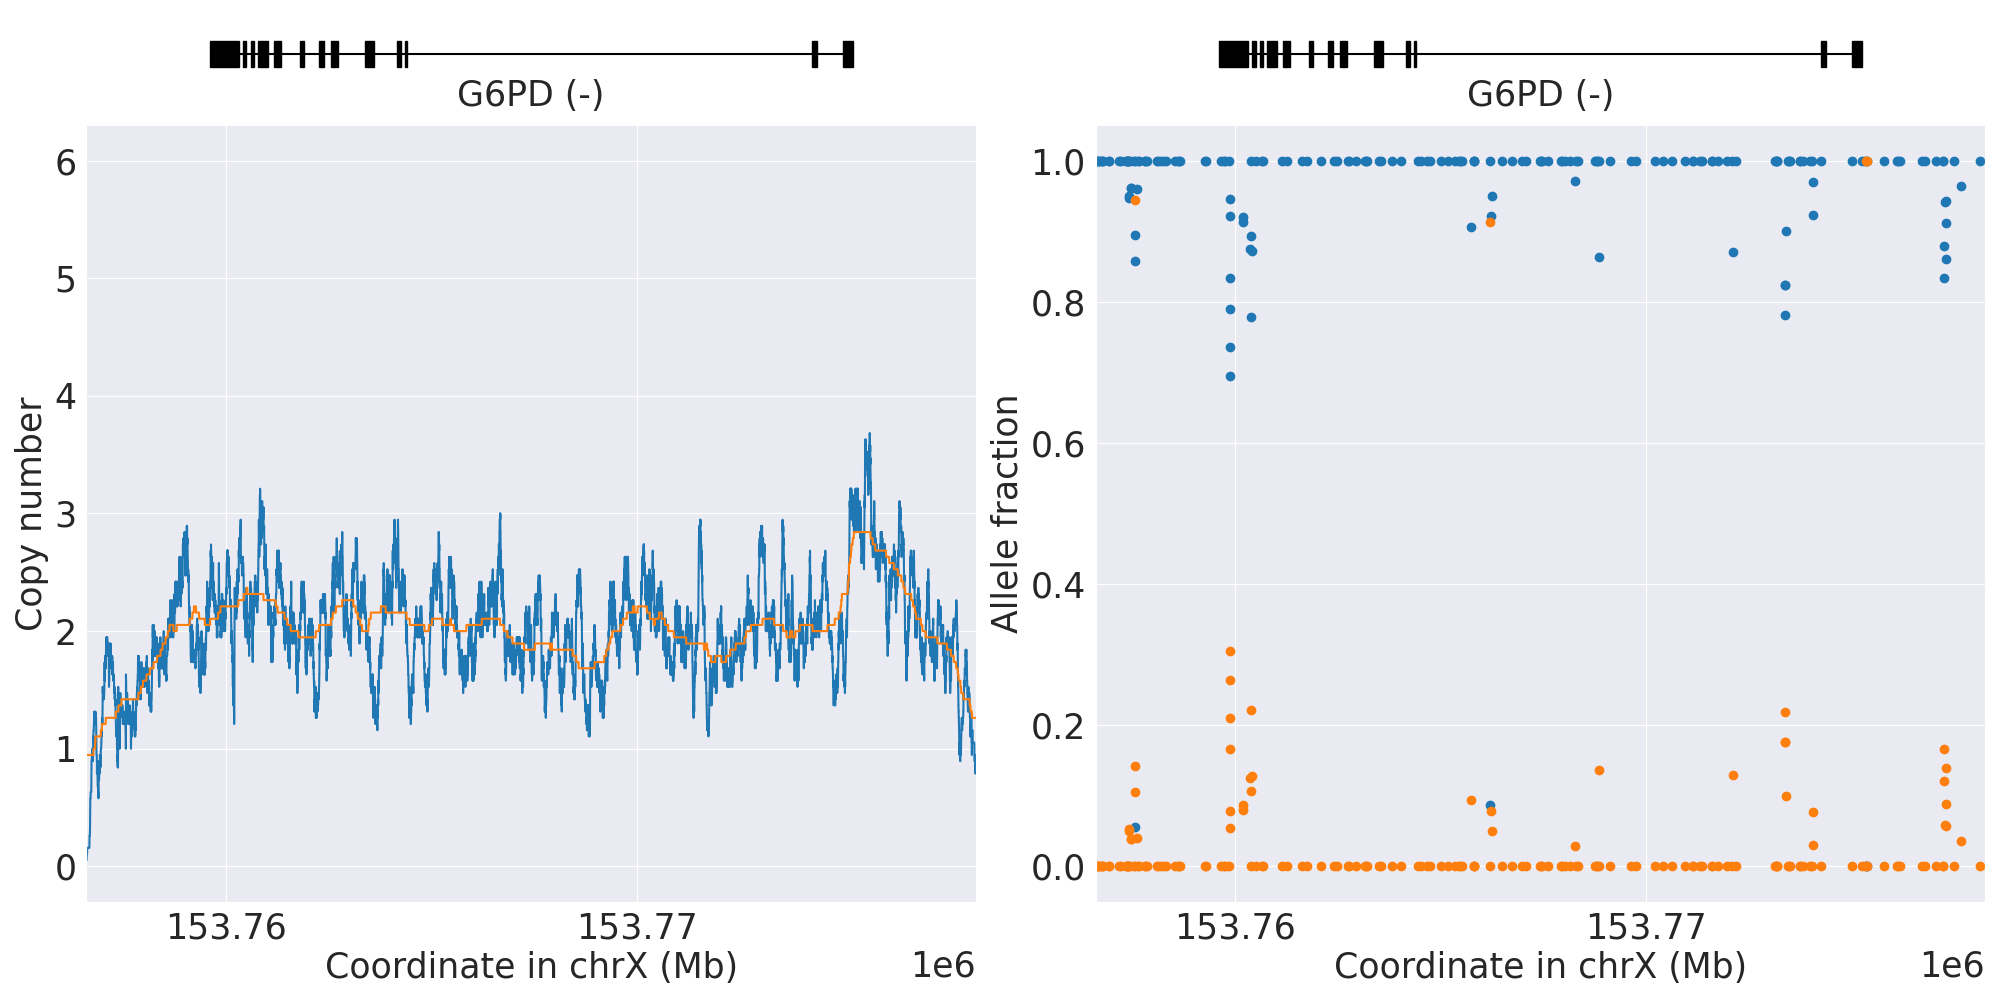 G6PD (-)
6
5
4
3
2
1
0
Copy number
153.76
153.77
Coordinate in chrX (Mb)
1e6
G6PD (-)
1.0
0.8
0.6
0.4
0.2
0.0
Allele fraction
153.76
153.77
Coordinate in chrX (Mb)
1e6